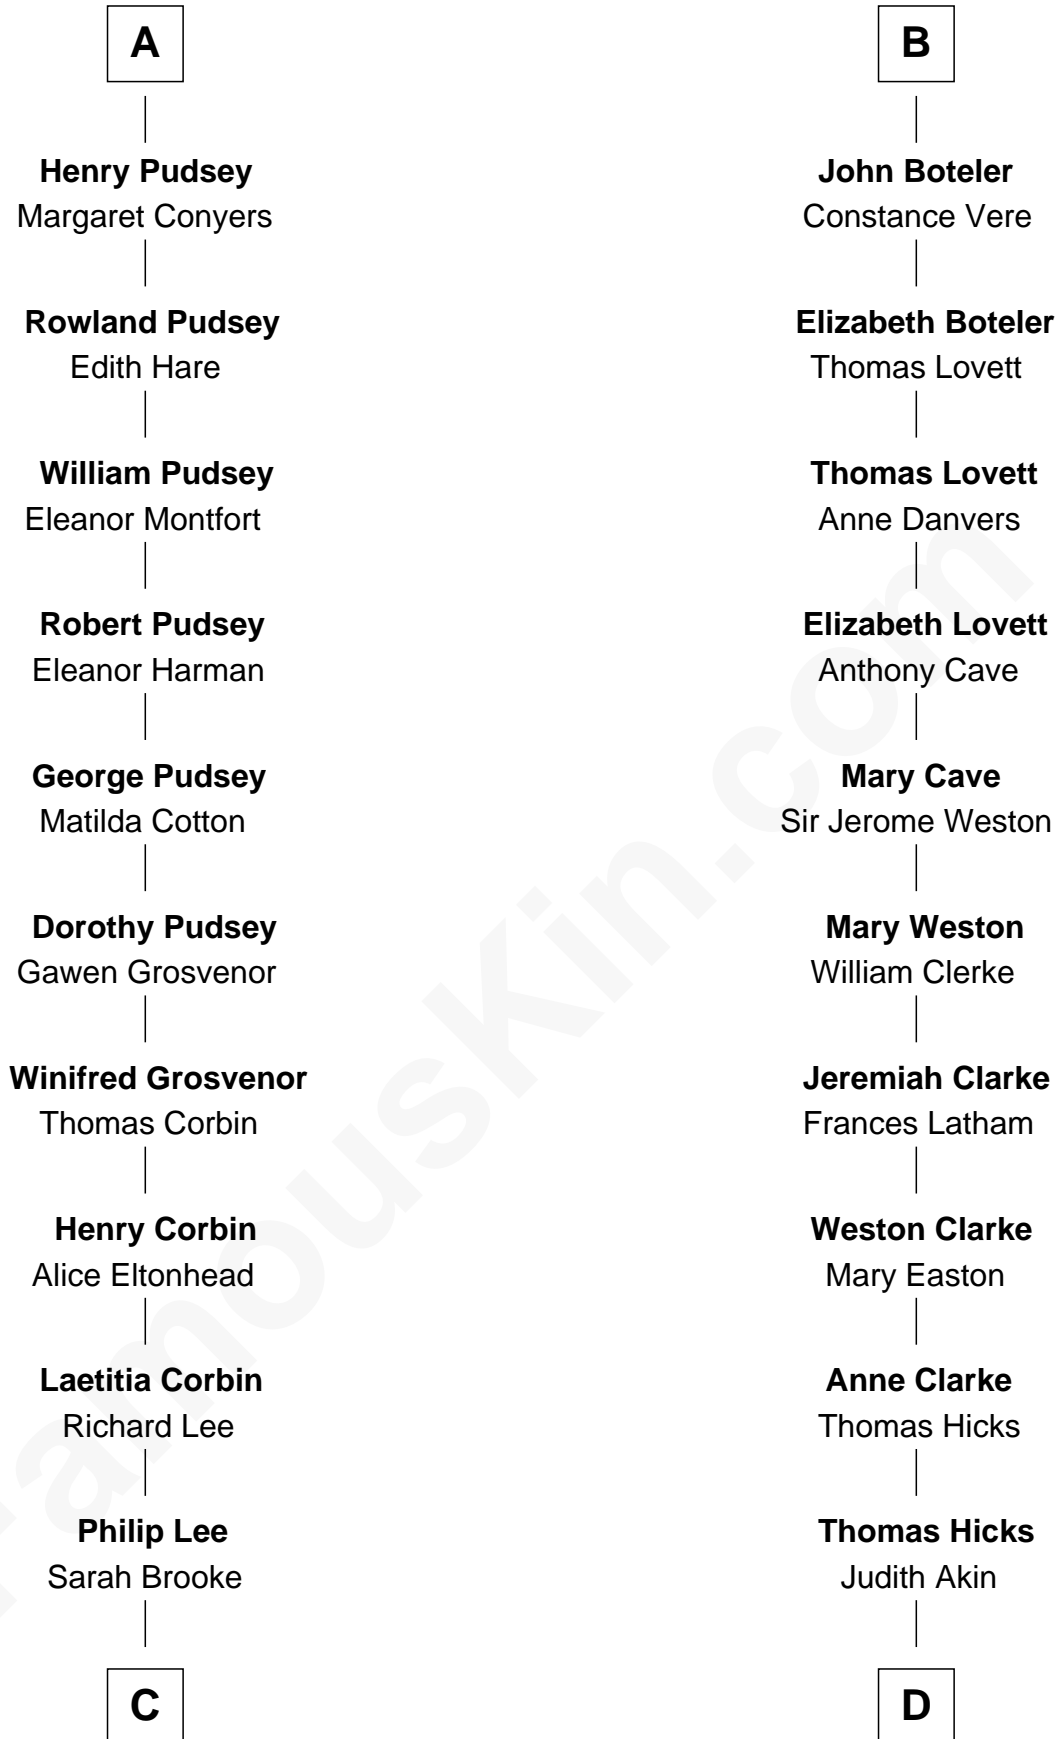 A
Henry Pudsey
Margaret Conyers
Rowland Pudsey
Edith Hare
William Pudsey
Eleanor Montfort
Robert Pudsey
Eleanor Harman
George Pudsey
Matilda Cotton
Dorothy Pudsey
Gawen Grosvenor
Winifred Grosvenor
Thomas Corbin
Henry Corbin
Alice Eltonhead
Laetitia Corbin
Richard Lee
Philip Lee
Sarah Brooke
C
B
John Boteler
Constance Vere
Elizabeth Boteler
Thomas Lovett
Thomas Lovett
Anne Danvers
Elizabeth Lovett
Anthony Cave
Mary Cave
Sir Jerome Weston
Mary Weston
William Clerke
Jeremiah Clarke
Frances Latham
Weston Clarke
Mary Easton
Anne Clarke
Thomas Hicks
Thomas Hicks
Judith Akin
D
FamousKin.com